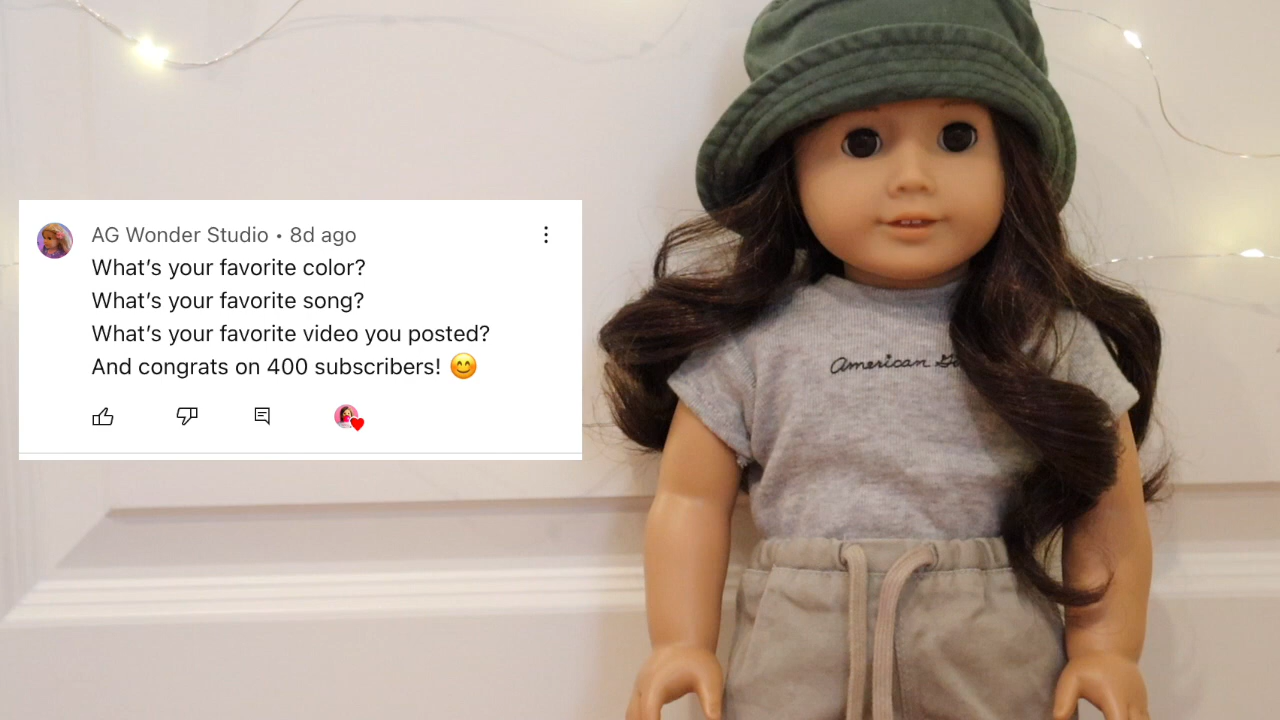 AG Wonder Studio • 8d ago
What's your favorite color?
What's your favorite song?
What's your favorite video you posted?
And congrats on 400 subscribers! 😊
American